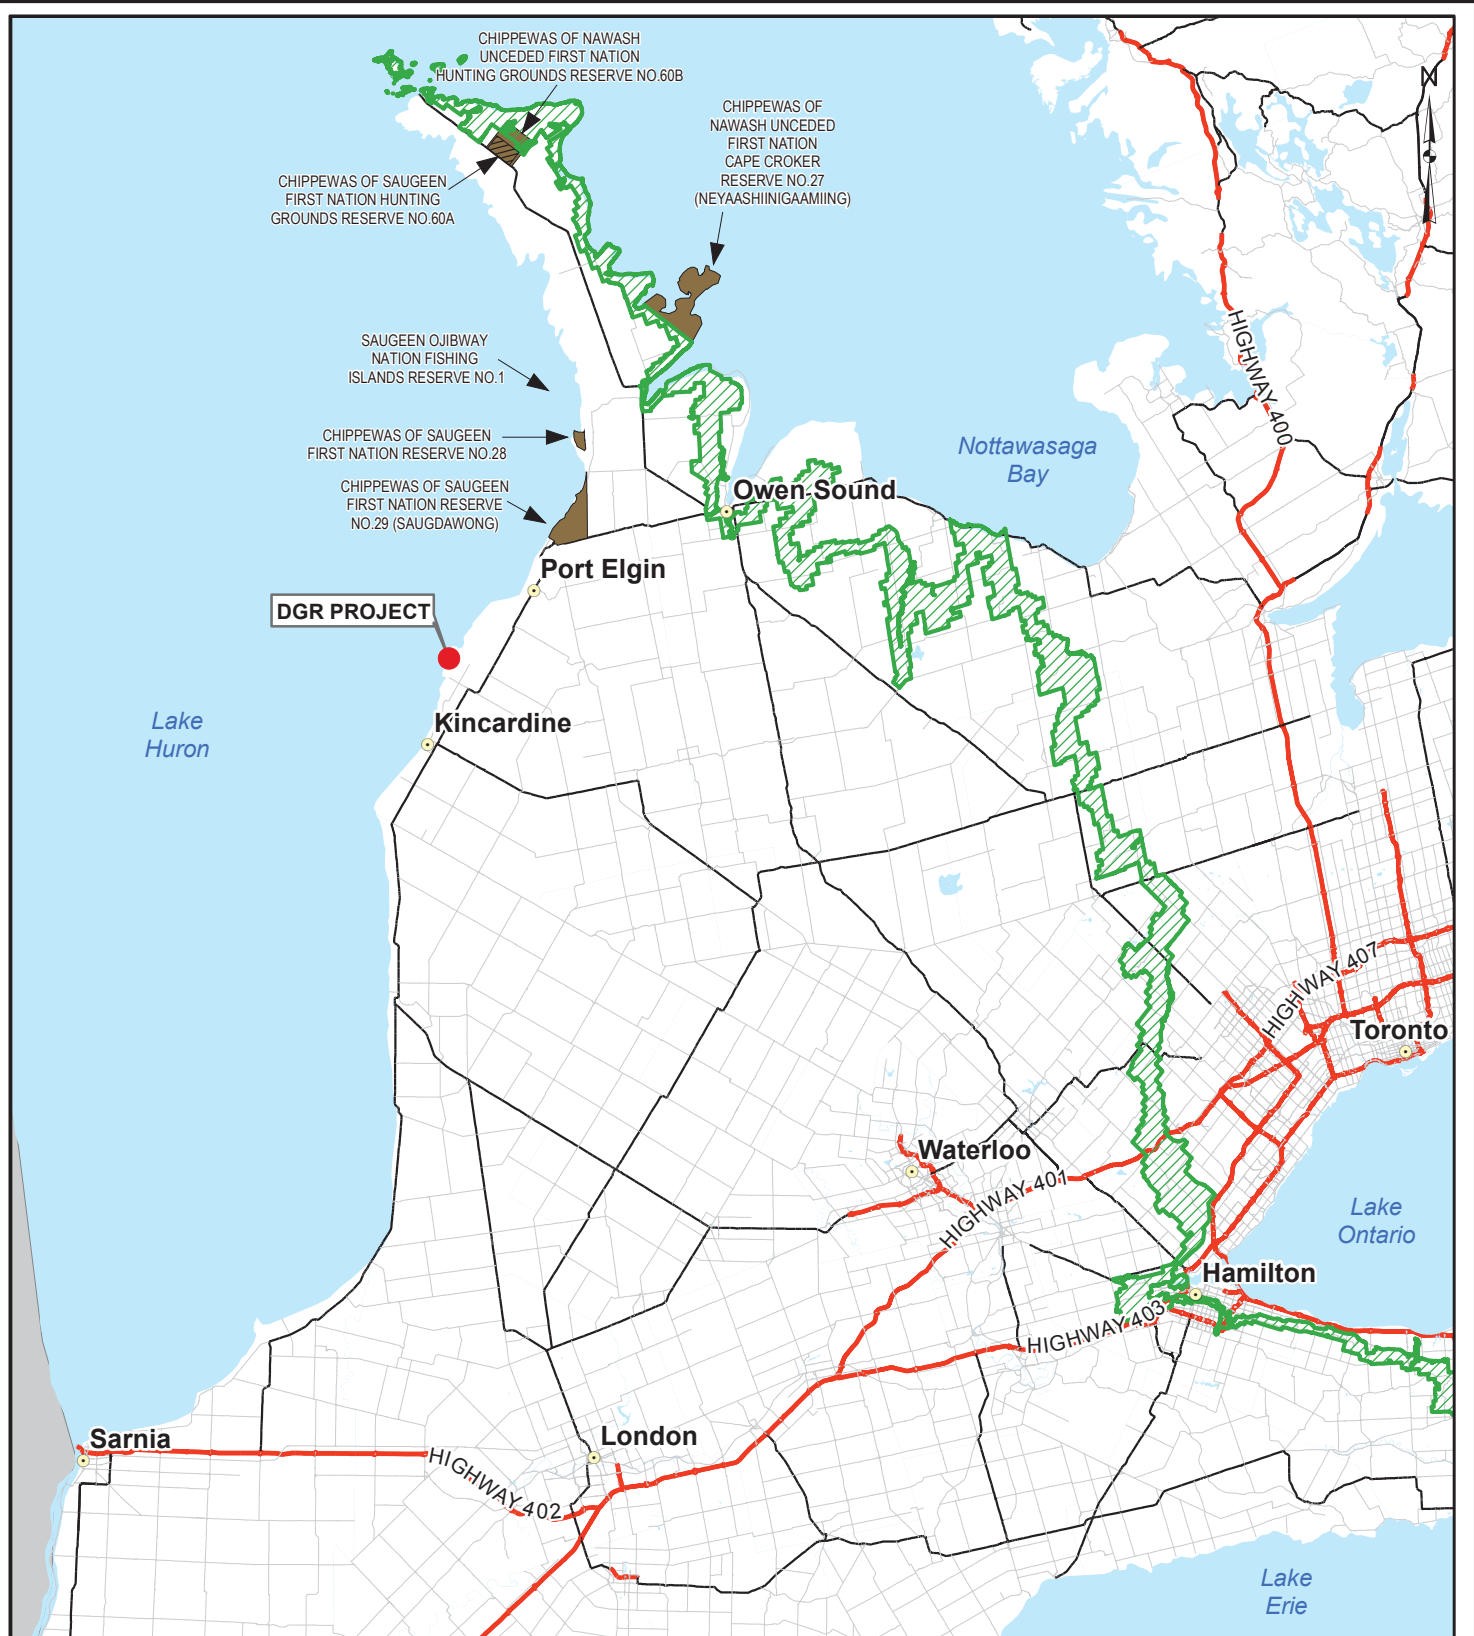 CHIPPEWAS OF NAWASH
UNCEDED FIRST NATION
HUNTING GROUNDS RESERVE NO.60B
CHIPPEWAS OF
NAWASH UNCEDED
FIRST NATION
CAPE CROKER
RESERVE NO.27
(NEYAASHIINIGAAMIING)
N
CHIPPEWAS OF SAUGEEN
FIRST NATION HUNTING
GROUNDS RESERVE NO.60A
SAUGEEN OJIBWAY
NATION FISHING
ISLANDS RESERVE NO.1
HIGHWAY 400
CHIPPEWAS OF SAUGEEN
FIRST NATION RESERVE NO.28
Nottawasaga
Bay
CHIPPEWAS OF SAUGEEN
FIRST NATION RESERVE
NO.29 (SAUGDAWONG)
Owen Sound
Port Elgin
DGR PROJECT
Lake
Huron
Kincardine
HIGHWAY 407
Toronto
Waterloo
HIGHWAY 401
Lake
Ontario
Hamilton
HIGHWAY 403
Sarnia
London
HIGHWAY 402
Lake
Erie